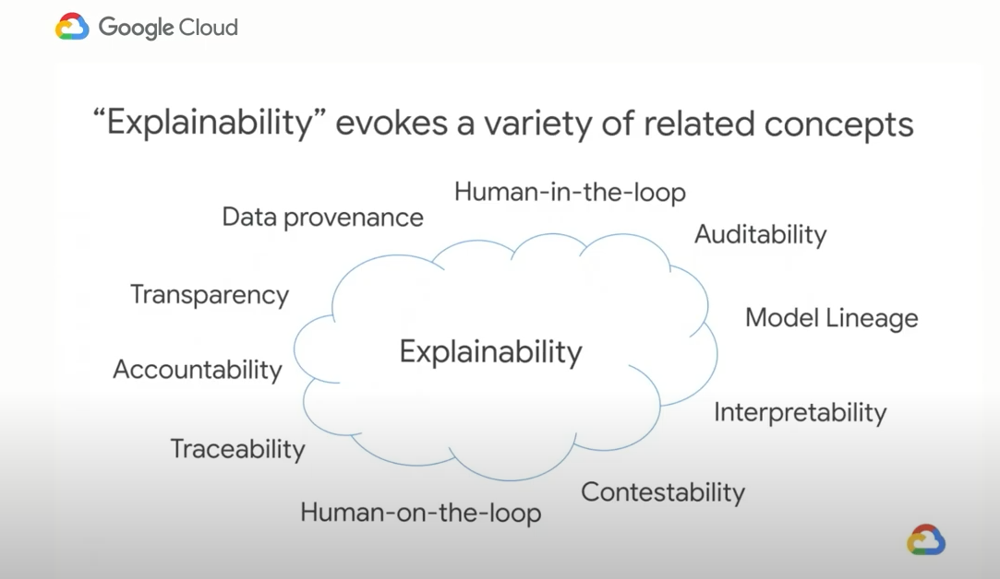 Google Cloud
“Explainability” evokes a variety of related concepts
Human-in-the-loop
Data provenance
Auditability
Transparency
Model Lineage
Explainability
Accountability
Interpretability
Traceability
Contestability
Human-on-the-loop